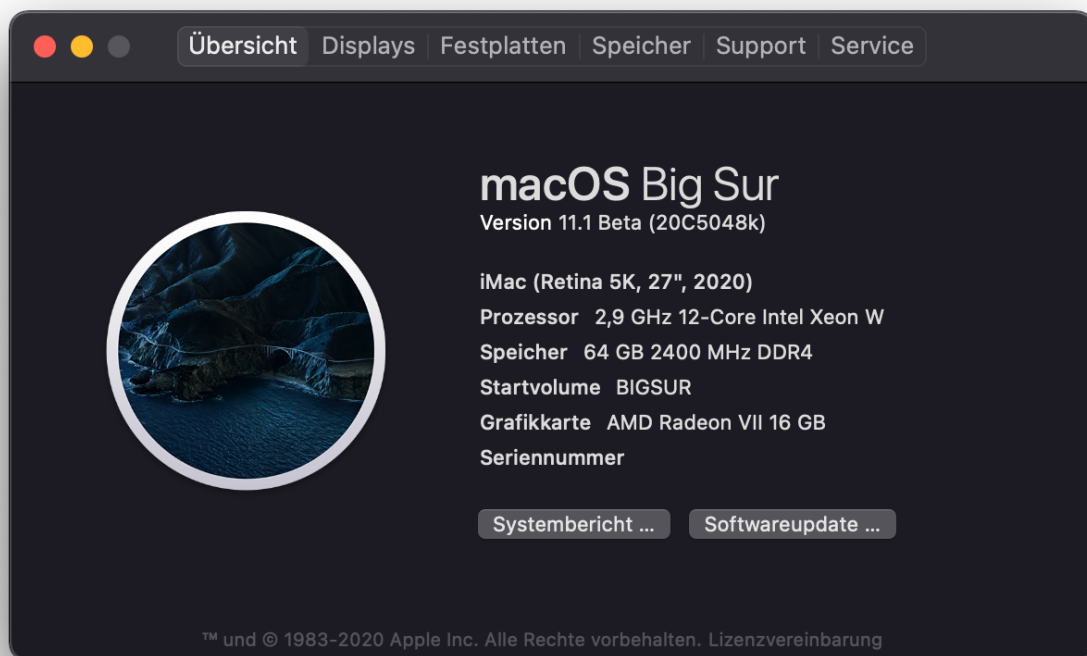 Übersicht Displays Festplatten Speicher Support Service
macOS Big Sur
Version 11.1 Beta (20C5048k)
iMac (Retina 5K, 27", 2020)
Prozessor 2,9 GHz 12-Core Intel Xeon W
Speicher 64 GB 2400 MHz DDR4
Startvolume BIGSUR
Grafikkarte AMD Radeon VII 16 GB
Seriennummer
Systembericht ... Softwareupdate ...
™ und © 1983-2020 Apple Inc. Alle Rechte vorbehalten. Lizenzvereinbarung